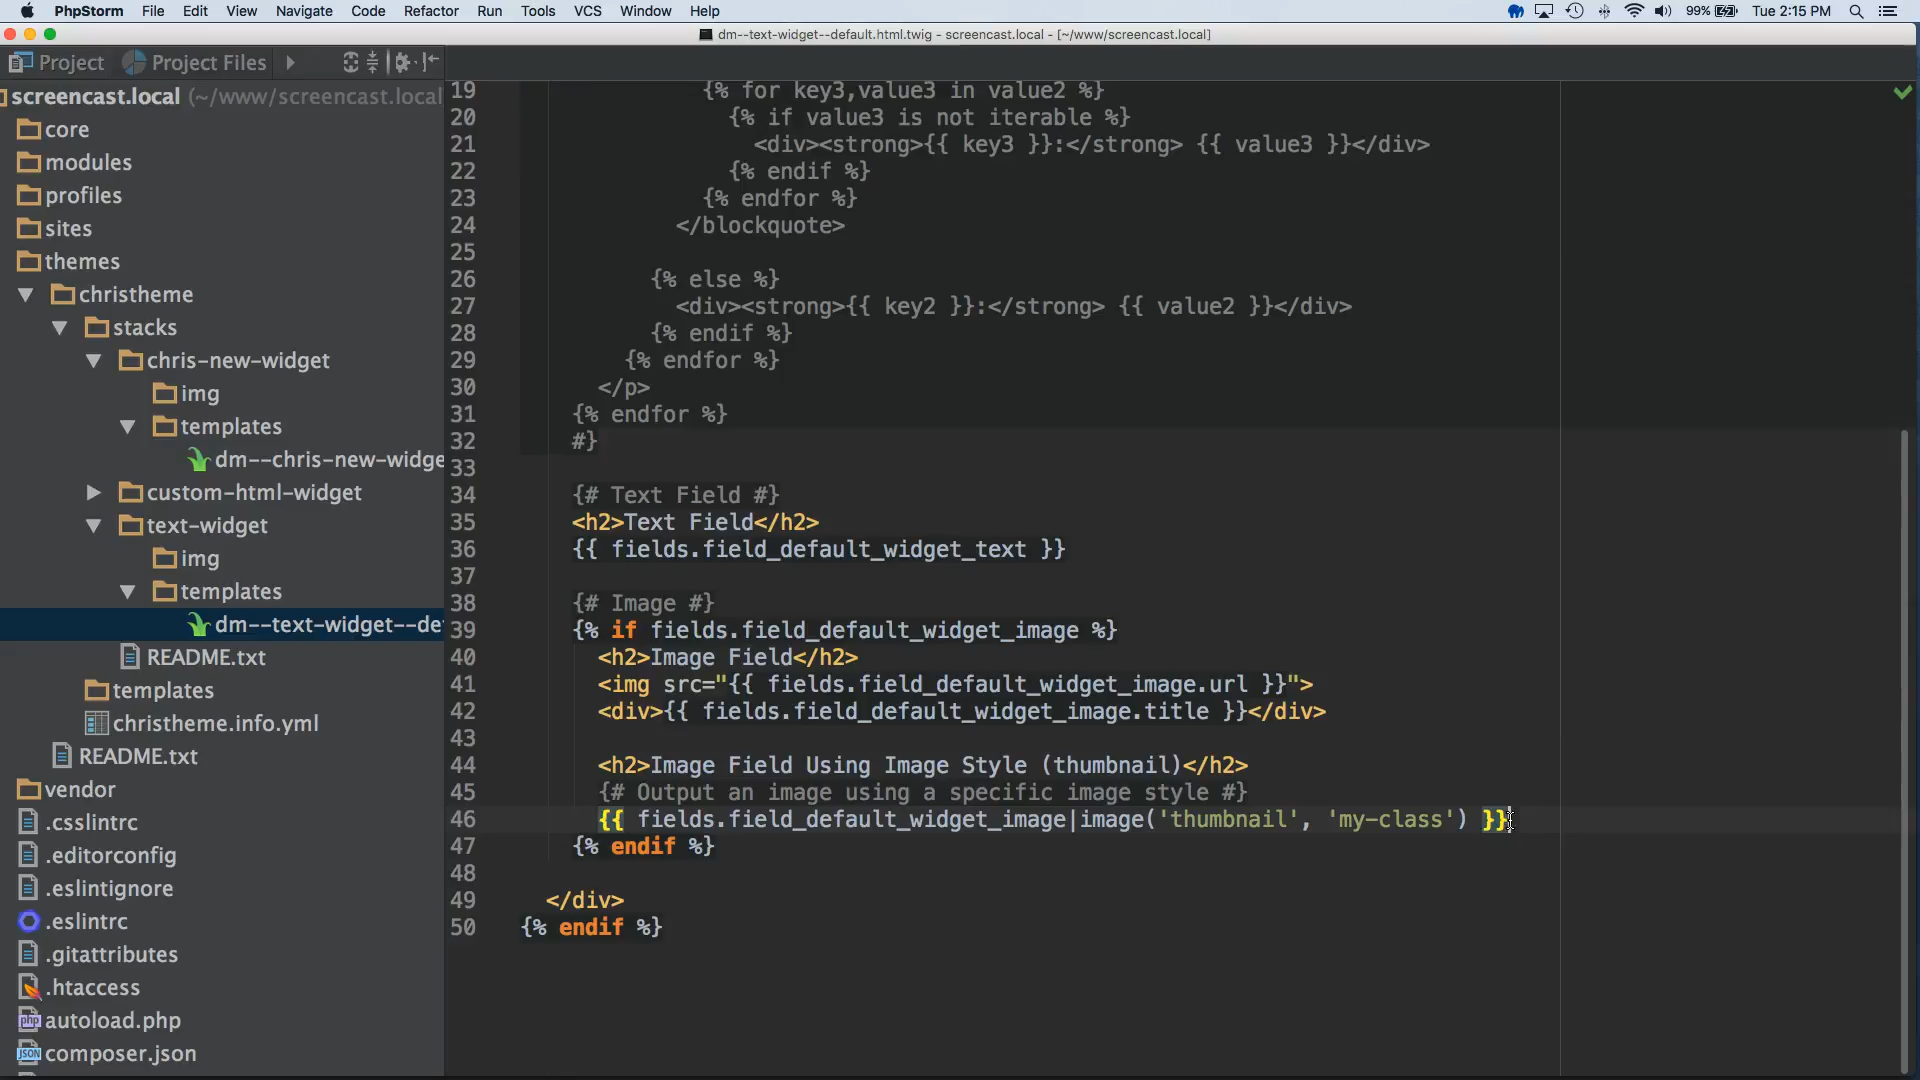 PhpStorm File Edit View Navigate Code Refactor Run Tools VCS Window Help 99% Tue 2:15 PM
dm--text-widget--default.html.twig - screencast.local - [~/www/screencast.local]
Project Project Files
screencast.local (~/www/screencast.local
core
modules
profiles
sites
themes
christheme
stacks
chris-new-widget
img
templates
dm--chris-new-widge
custom-html-widget
text-widget
img
templates
dm--text-widget--de
README.txt
templates
christheme.info.yml
README.txt
vendor
.csslintrc
.editorconfig
.eslintignore
.eslintrc
.gitattributes
.htaccess
autoload.php
composer.json
19 {% for key3,value3 in value2 %}
20 {% if value3 is not iterable %}
21 <div><strong>{{ key3 }}:</strong> {{ value3 }}</div>
22 {% endif %}
23 {% endfor %}
24 </blockquote>
25
26 {% else %}
27 <div><strong>{{ key2 }}:</strong> {{ value2 }}</div>
28 {% endif %}
29 {% endfor %}
30 </p>
31 {% endfor %}
32 #}
33
34 {# Text Field #}
35 <h2>Text Field</h2>
36 {{ fields.field_default_widget_text }}
37
38 {# Image #}
39 {% if fields.field_default_widget_image %}
40 <h2>Image Field</h2>
41 <img src="{{ fields.field_default_widget_image.url }}">
42 <div>{{ fields.field_default_widget_image.title }}</div>
43
44 <h2>Image Field Using Image Style (thumbnail)</h2>
45 {# Output an image using a specific image style #}
46 {{ fields.field_default_widget_image|image('thumbnail', 'my-class') }}
47 {% endif %}
48
49 </div>
50 {% endif %}